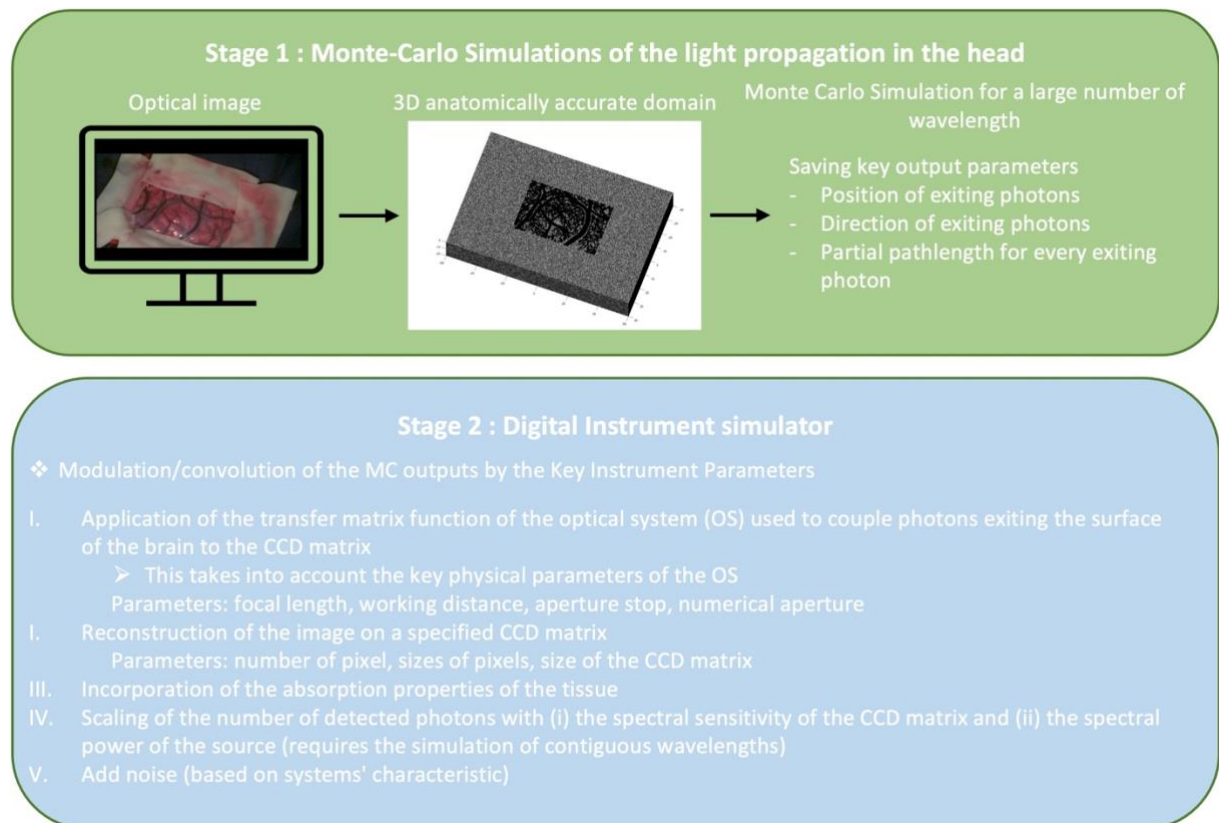 Stage 1 : Monte-Carlo Simulations of the light propagation in the head
Optical image
3D anatomically accurate domain
Monte Carlo Simulation for a large number of
wavelength
Saving key output parameters
- Position of exiting photons
- Direction of exiting photons
- Partial pathlength for every exiting
photon
Stage 2 : Digital Instrument simulator
❖ Modulation/convolution of the MC outputs by the Key Instrument Parameters
I. Application of the transfer matrix function of the optical system (OS) used to couple photons exiting the surface
of the brain to the CCD matrix
➢ This takes into account the key physical parameters of the OS
Parameters: focal length, working distance, aperture stop, numerical aperture
I. Reconstruction of the image on a specified CCD matrix
Parameters: number of pixel, sizes of pixels, size of the CCD matrix
III. Incorporation of the absorption properties of the tissue
IV. Scaling of the number of detected photons with (i) the spectral sensitivity of the CCD matrix and (ii) the spectral
power of the source (requires the simulation of contiguous wavelengths)
V. Add noise (based on systems' characteristic)